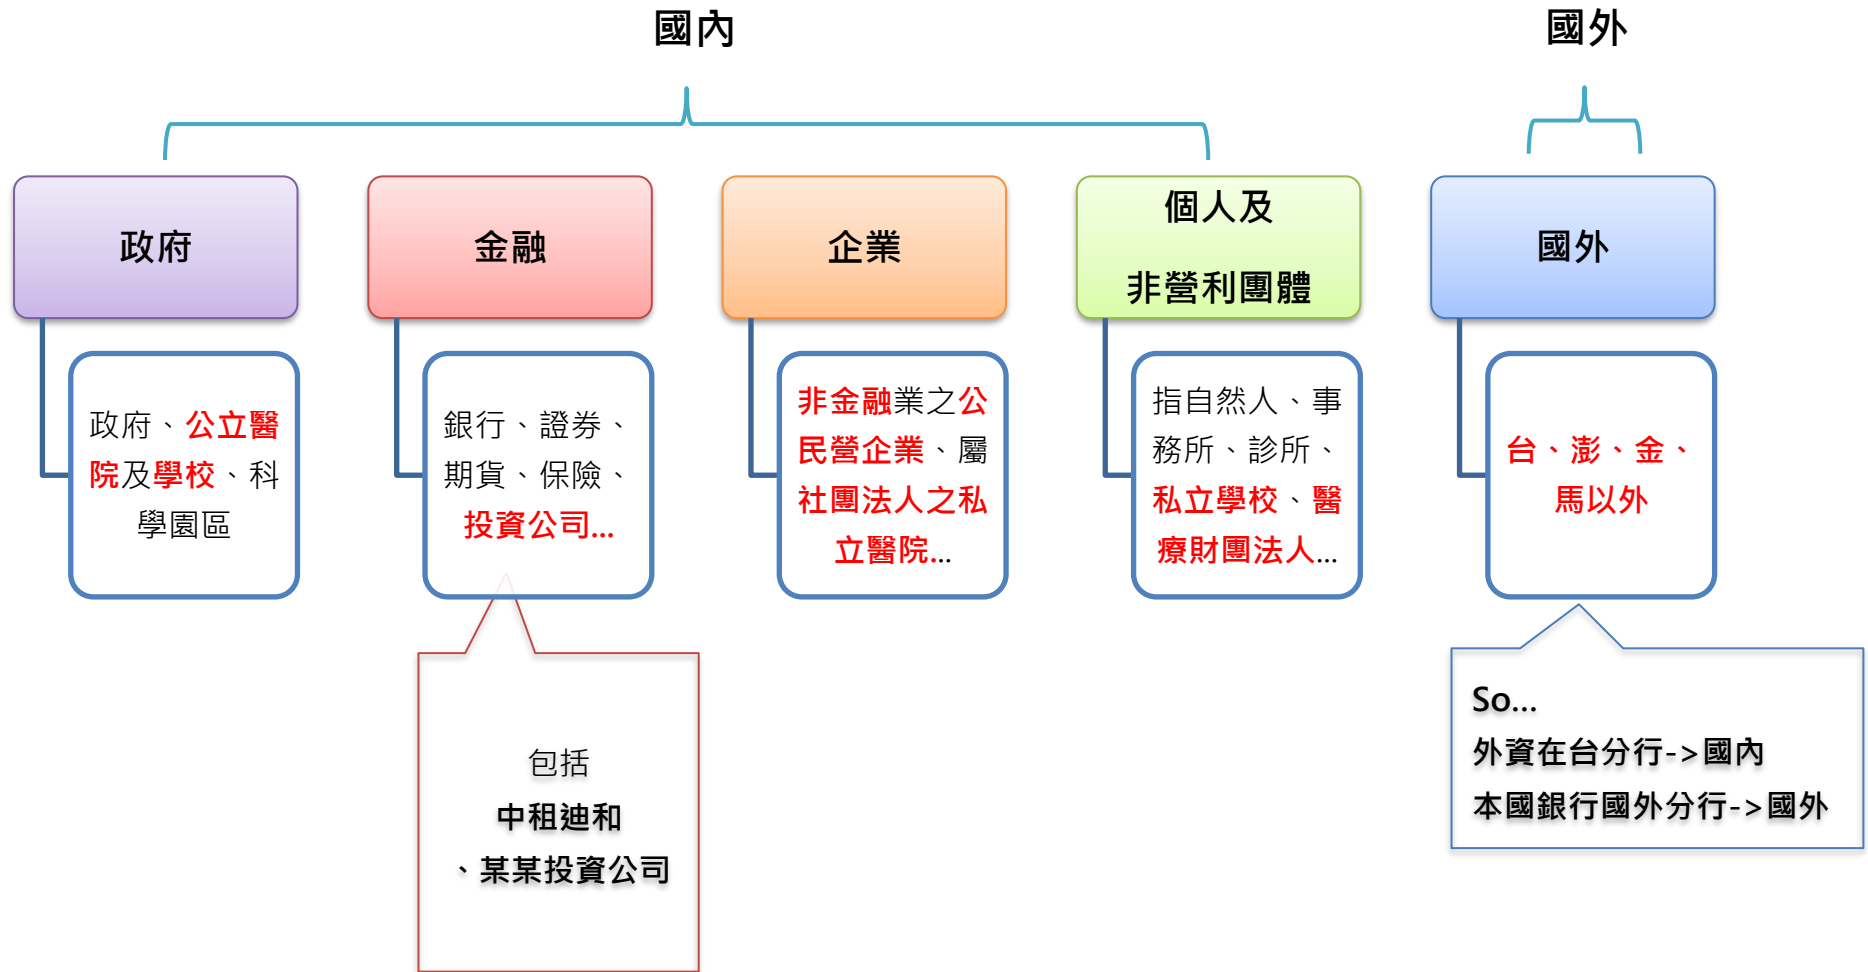 國內
國外
政府
金融
企業
個人及
非營利團體
國外
政府、公立醫
院及學校、科
學園區
銀行、證券、
期貨、保險、
投資公司...
非金融業之公
民營企業、屬
社團法人之私
立醫院...
指自然人、事
務所、診所、
私立學校、醫
療財團法人...
台、澎、金、
馬以外
包括
中租迪和
、某某投資公司
So...
外資在台分行->國內
本國銀行國外分行->國外